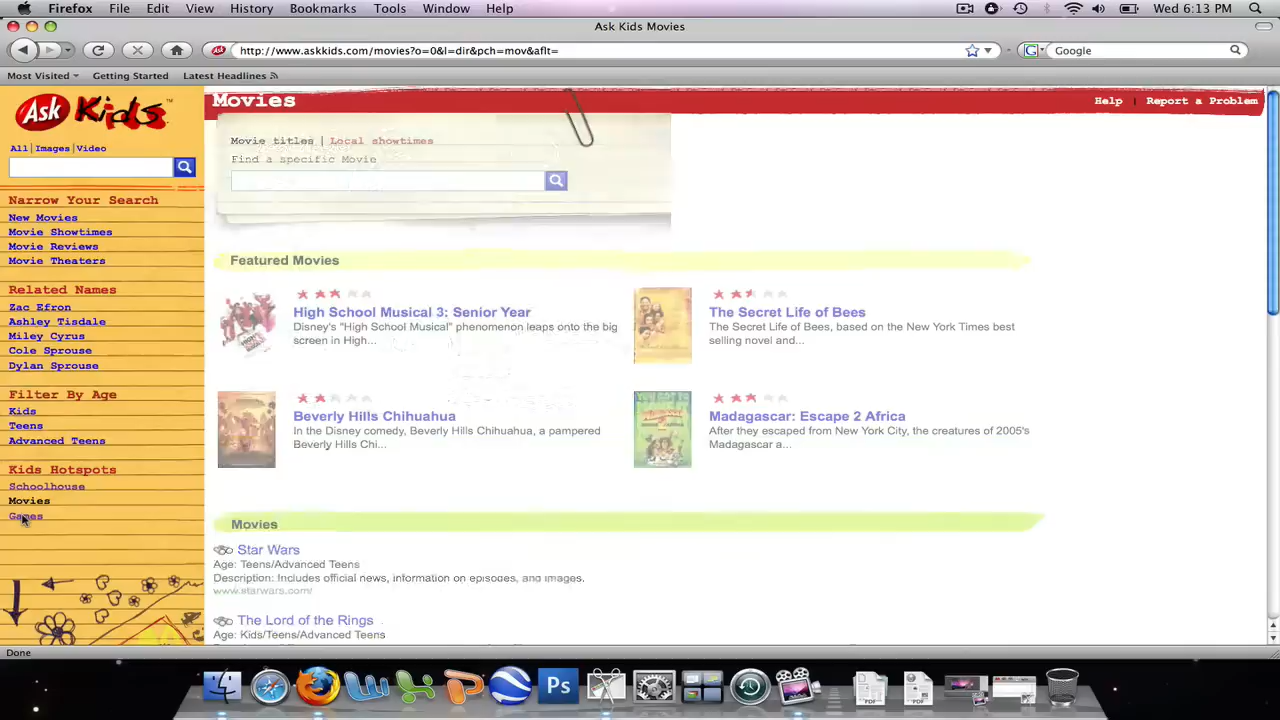 Firefox File Edit View History Bookmarks Tools Window Help Wed 6:13 PM
Ask Kids Movies
http://www.askkids.com/movies?o=0&l=dir&pch=mov&aflt= Google
Most Visited Getting Started Latest Headlines
Ask Kids™
All | Images | Video
Narrow Your Search
New Movies
Movie Showtimes
Movie Reviews
Movie Theaters
Related Names
Zac Efron
Ashley Tisdale
Miley Cyrus
Cole Sprouse
Dylan Sprouse
Filter By Age
Kids
Teens
Advanced Teens
Kids Hotspots
Schoolhouse
Movies
Games
Movies Help | Report a Problem
Movie titles | Local showtimes
Find a specific Movie
Featured Movies
High School Musical 3: Senior Year
Disney's "High School Musical" phenomenon leaps onto the big
screen in High...
The Secret Life of Bees
The Secret Life of Bees, based on the New York Times best
selling novel and...
Beverly Hills Chihuahua
In the Disney comedy, Beverly Hills Chihuahua, a pampered
Beverly Hills Chi...
Madagascar: Escape 2 Africa
After they escaped from New York City, the creatures of 2005's
Madagascar a...
Movies
Star Wars
Age: Teens/Advanced Teens
Description: Includes official news, information on episodes, and images.
www.starwars.com/
The Lord of the Rings
Age: Kids/Teens/Advanced Teens
Done
Ps
PDF
PDF